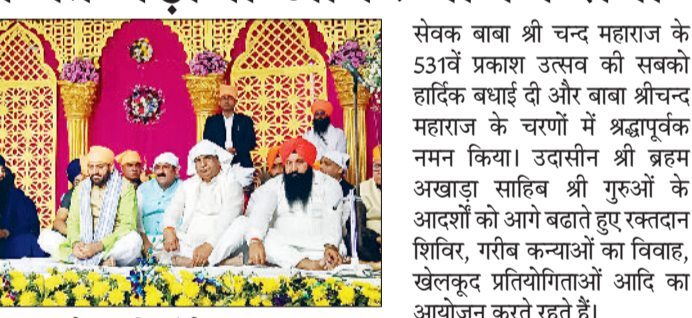 सेवक बाबा श्री चन्द महाराज के
531वें प्रकाश उत्सव की सबको
हार्दिक बधाई दी और बाबा श्रीचन्द
महाराज के चरणों में श्रद्धापूर्वक
नमन किया। उदासीन श्री ब्रहम
अखाड़ा साहिब श्री गुरुओं के
आदर्शों को आगे बढाते हुए रक्तदान
शिविर, गरीब कन्याओं का विवाह,
खेलकूद प्रतियोगिताओं आदि का
आयोजन करते रहते हैं।